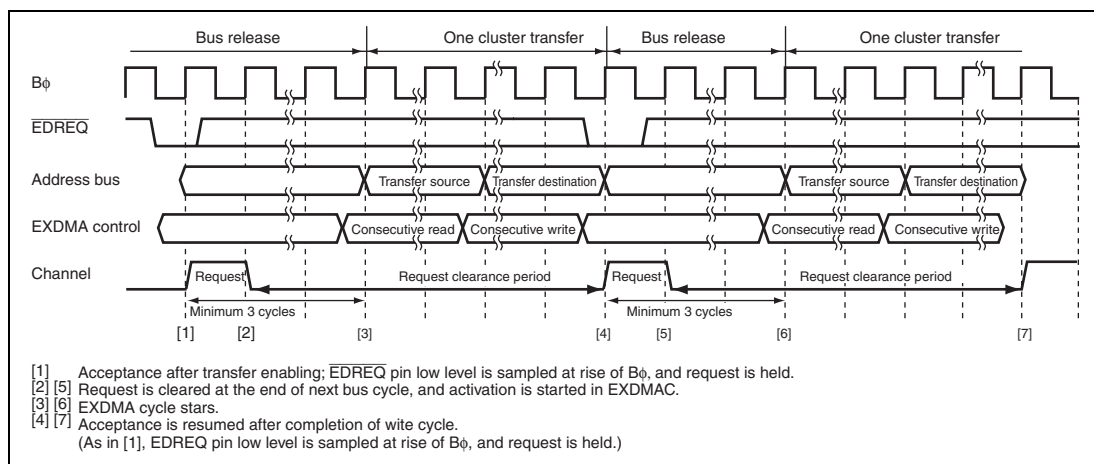 Bus release One cluster transfer Bus release One cluster transfer
Bϕ
EDREQ
Address bus Transfer source Transfer destination Transfer source Transfer destination
EXDMA control Consecutive read Consecutive write Consecutive read Consecutive write
Channel Request Request clearance period Request Request clearance period
Minimum 3 cycles Minimum 3 cycles
[1] [2] [3] [4] [5] [6] [7]
[1] Acceptance after transfer enabling; EDREQ pin low level is sampled at rise of Bϕ, and request is held.
[2] [5] Request is cleared at the end of next bus cycle, and activation is started in EXDMAC.
[3] [6] EXDMA cycle stars.
[4] [7] Acceptance is resumed after completion of wite cycle.
(As in [1], EDREQ pin low level is sampled at rise of Bϕ, and request is held.)